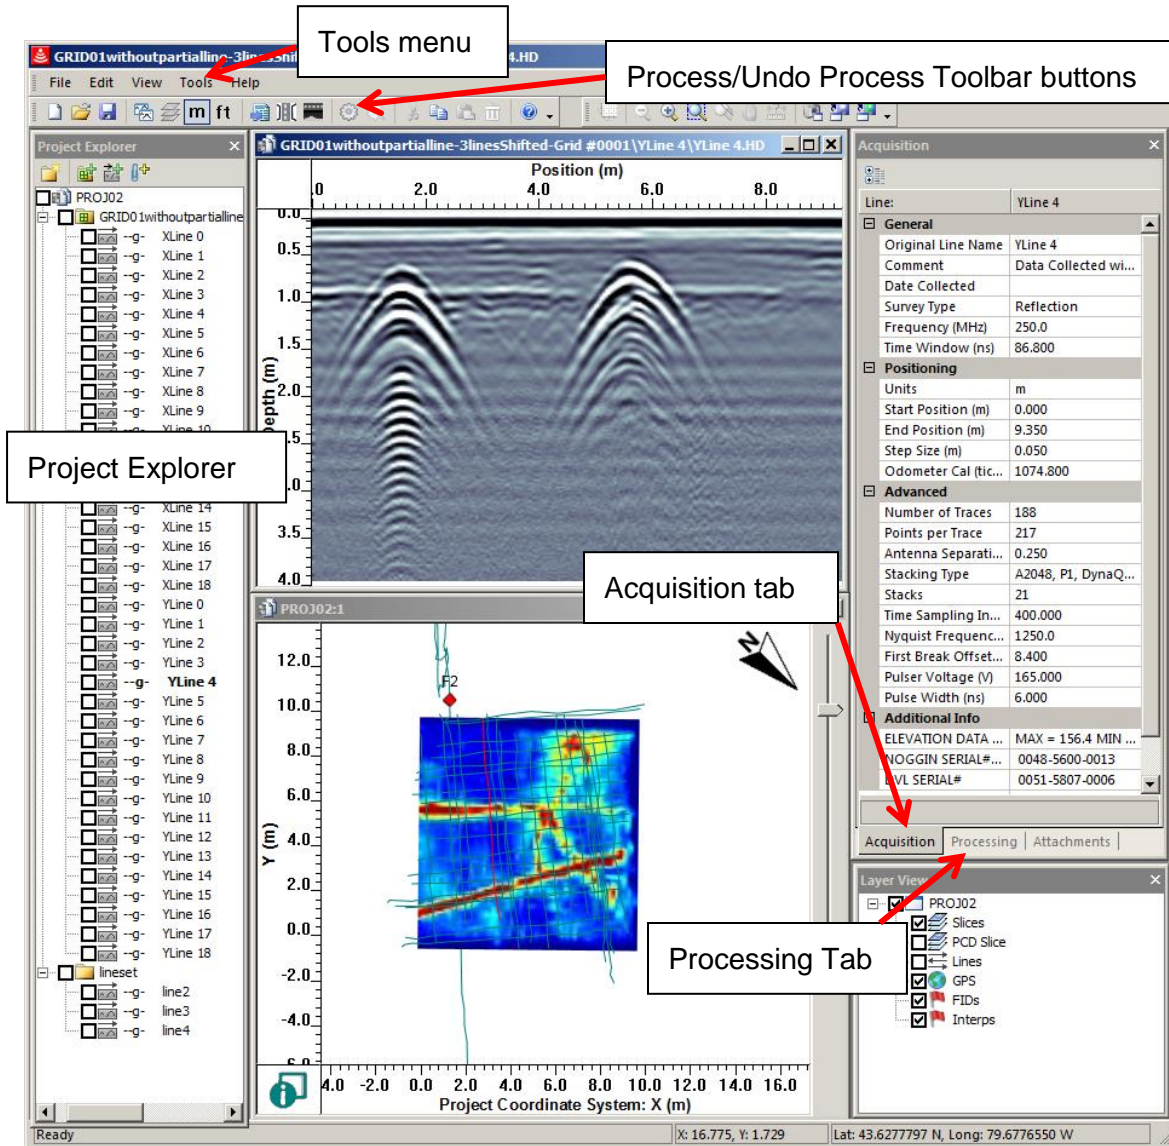 Tools menu
GRID01withoutpartialline-3lines
4.HD
Process/Undo Process Toolbar buttons
File Edit View Tools Help
m ft
Project Explorer
GRID01withoutpartialline-3linesShifted-Grid #0001\YLine 4\YLine 4.HD
Acquisition
Position (m)
.0 2.0 4.0 6.0 8.0
Depth (m)
0.0
0.5
1.0
1.5
2.0
.5
.0
3.5
4.0
PROJ02
GRID01withoutpartialline
--g- XLine 0
--g- XLine 1
--g- XLine 2
--g- XLine 3
--g- XLine 4
--g- XLine 5
--g- XLine 6
--g- XLine 7
--g- XLine 8
--g- XLine 9
--g- XLine 10
Project Explorer
--g- XLine 14
--g- XLine 15
--g- XLine 16
--g- XLine 17
--g- XLine 18
--g- YLine 0
--g- YLine 1
--g- YLine 2
--g- YLine 3
--g- YLine 4
--g- YLine 5
--g- YLine 6
--g- YLine 7
--g- YLine 8
--g- YLine 9
--g- YLine 10
--g- YLine 11
--g- YLine 12
--g- YLine 13
--g- YLine 14
--g- YLine 15
--g- YLine 16
--g- YLine 17
--g- YLine 18
lineset
--g- line2
--g- line3
--g- line4
Line: YLine 4
General
Original Line Name YLine 4
Comment Data Collected wi...
Date Collected
Survey Type Reflection
Frequency (MHz) 250.0
Time Window (ns) 86.800
Positioning
Units m
Start Position (m) 0.000
End Position (m) 9.350
Step Size (m) 0.050
Odometer Cal (tic... 1074.800
Advanced
Number of Traces 188
Points per Trace 217
Antenna Separati... 0.250
Stacking Type A2048, P1, DynaQ...
Stacks 21
Time Sampling In... 400.000
Nyquist Frequenc... 1250.0
First Break Offset... 8.400
Pulser Voltage (V) 165.000
Pulse Width (ns) 6.000
Additional Info
ELEVATION DATA ... MAX = 156.4 MIN ...
NOGGIN SERIAL#... 0048-5600-0013
DVL SERIAL# 0051-5807-0006
Acquisition tab
Acquisition Processing Attachments
PROJ02:1
N
F2
Y (m)
12.0
10.0
8.0
6.0
4.0
2.0
0.0
-2.0
-4.0
4.0 -2.0 0.0 2.0 4.0 6.0 8.0 10.0 12.0 14.0 16.0
Project Coordinate System: X (m)
Processing Tab
Layer View
PROJ02
Slices
PCD Slice
Lines
GPS
FIDs
Interps
Ready
X: 16.775, Y: 1.729
Lat: 43.6277797 N, Long: 79.6776550 W